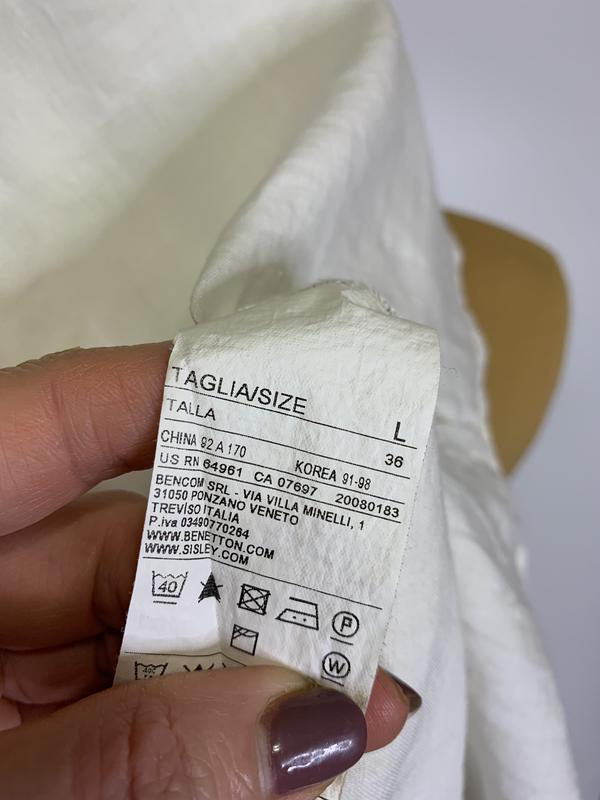 TAGLIA/SIZE L
TALLA 36
CHINA 92 A 170 KOREA 91-98
US RN 64961 CA 07697 20080183
BENCOM SRL - VIA VILLA MINELLI, 1
31050 PONZANO VENETO
TREVISO ITALIA
P.iva 03490770264
WWW.BENETTON.COM
WWW.SISLEY.COM
40
P
W